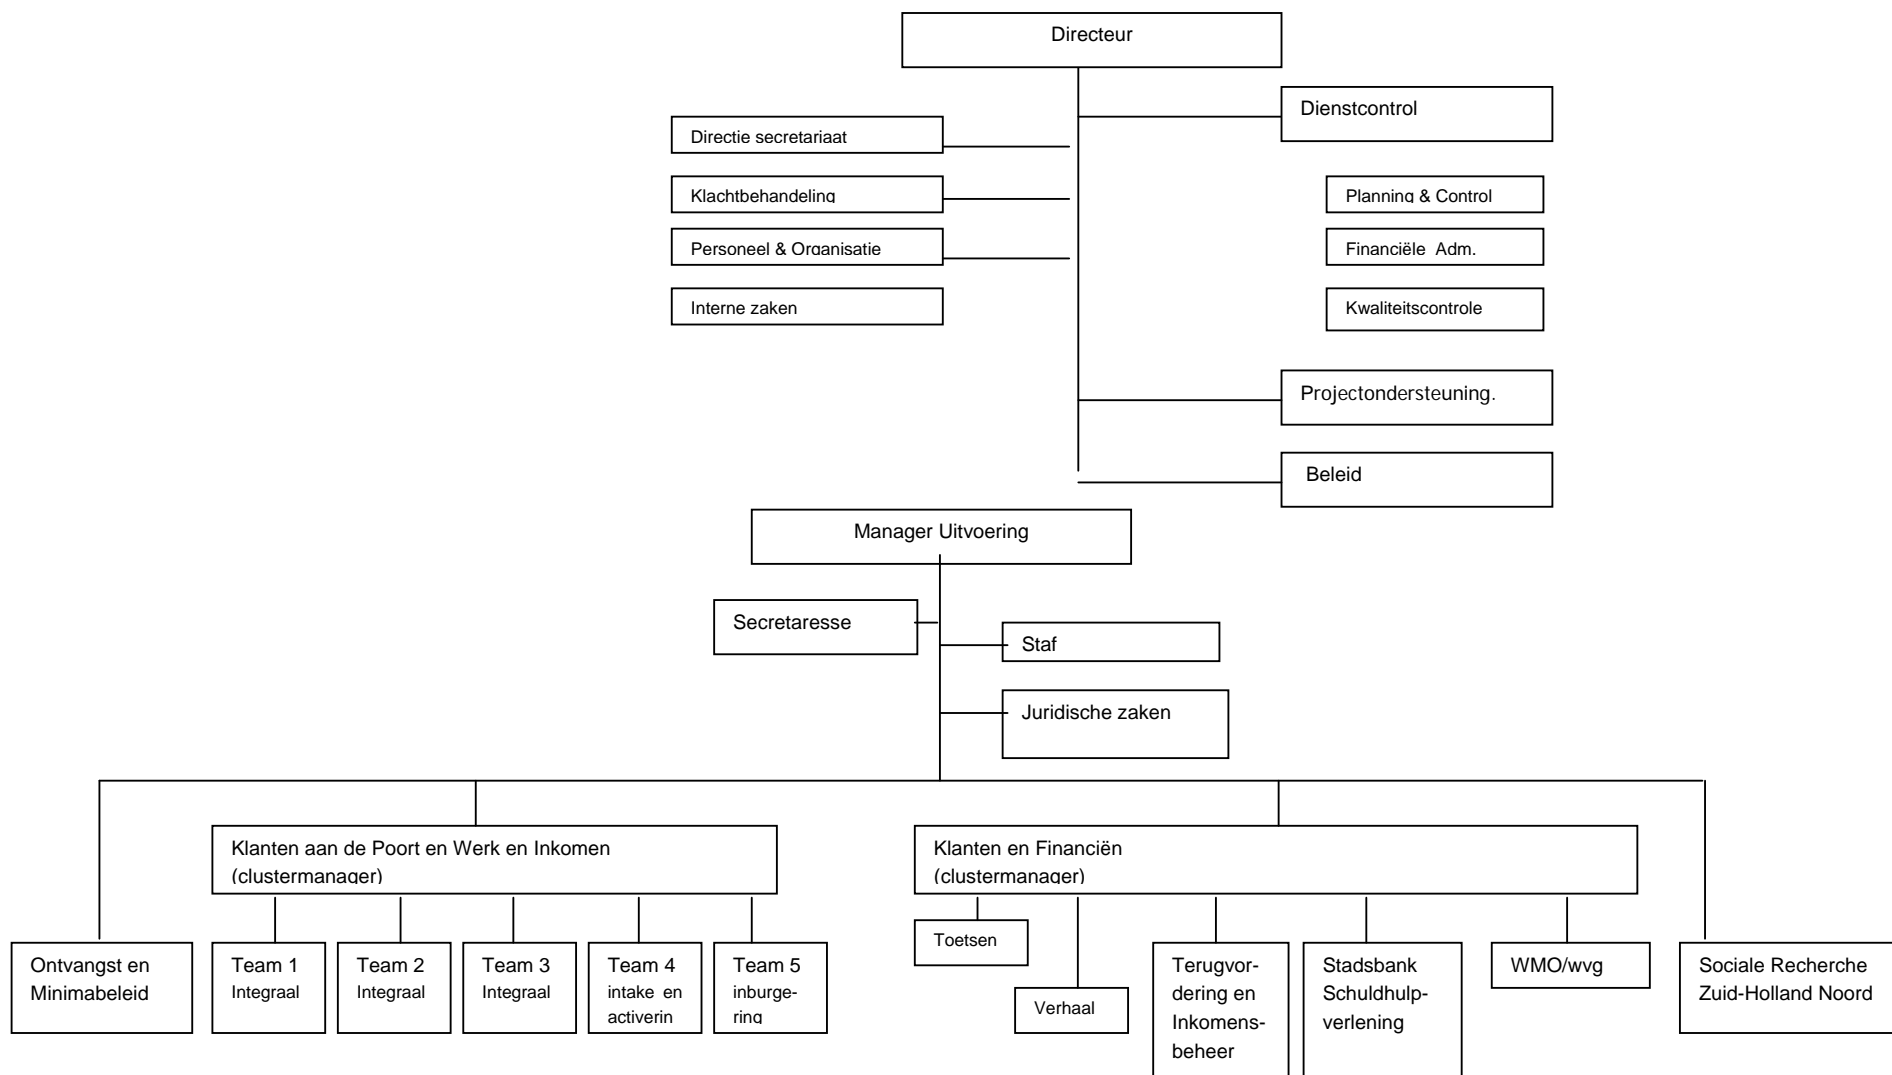 Directeur
Dienstcontrol
Directie secretariaat
Klachtbehandeling
Planning & Control
Personeel & Organisatie
Financiële Adm.
Interne zaken
Kwaliteitscontrole
Projectondersteuning.
Beleid
Manager Uitvoering
Secretaresse
Staf
Juridische zaken
Klanten aan de Poort en Werk en Inkomen
(clustermanager)
Klanten en Financiën
(clustermanager)
Ontvangst en
Minimabeleid
Team 1
Integraal
Team 2
Integraal
Team 3
Integraal
Team 4
intake en
activerin
Team 5
inburge-
ring
Toetsen
Verhaal
Terugvor-
dering en
Inkomens-
beheer
Stadsbank
Schuldhulp-
verlening
WMO/wvg
Sociale Recherche
Zuid-Holland Noord